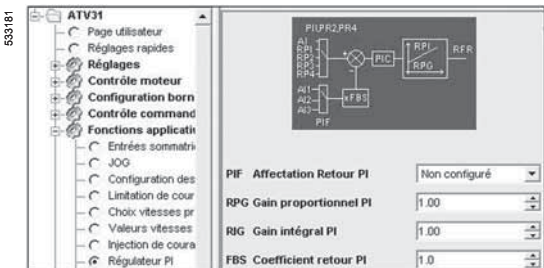 533181
ATV31
Page utilisateur
Réglages rapides
Réglages
Contrôle moteur
Configuration born
Contrôle command
Fonctions applicati
Entrées sommatri
JOG
Configuration des
Limitation de cour
Choix vitesses pr
Valeurs vitesses
Injection de coura
Régulateur PI
PII,PR2,PR4
AI
RPI
RP2
RP3
RP4
PIC
RPI
RPG
RFR
AI1
AI2
AI3
xFBS
PIF
PIF Affectation Retour PI Non configuré
RPG Gain proportionnel PI 1.00
RIG Gain intégral PI 1.00
FBS Coefficient retour PI 1.0